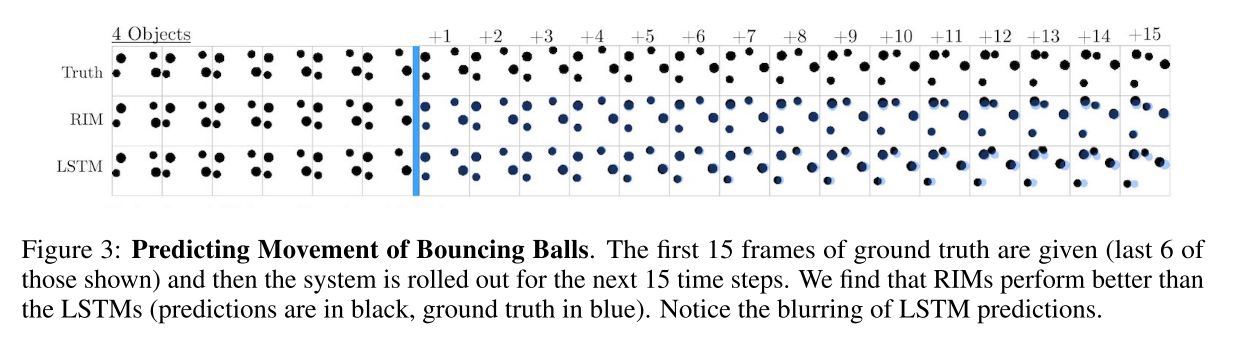 4 Objects
+1 +2 +3 +4 +5 +6 +7 +8 +9 +10 +11 +12 +13 +14 +15
Truth
RIM
LSTM
Figure 3: Predicting Movement of Bouncing Balls. The first 15 frames of ground truth are given (last 6 of
those shown) and then the system is rolled out for the next 15 time steps. We find that RIMs perform better than
the LSTMs (predictions are in black, ground truth in blue). Notice the blurring of LSTM predictions.